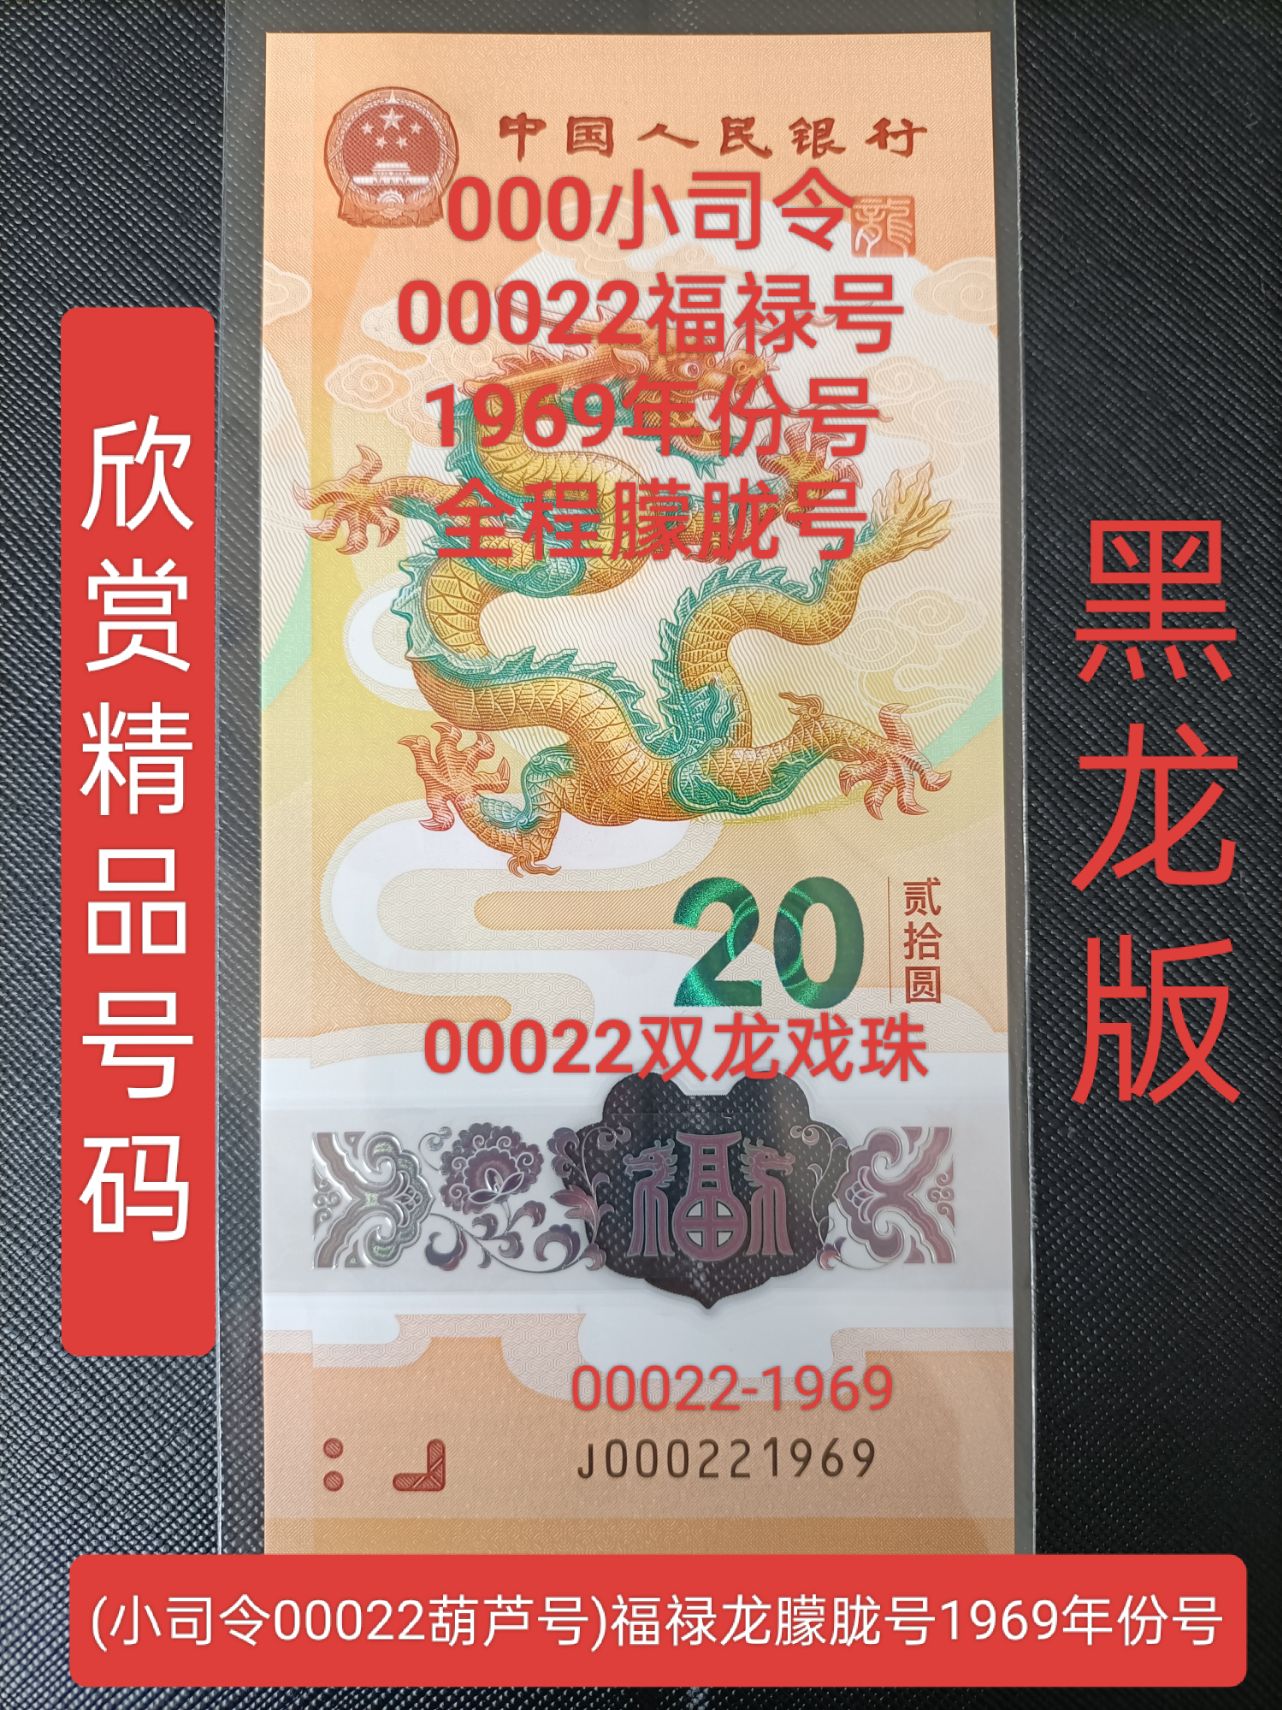 中国人民银行
龍
000小司令
00022福禄号
1969年份号
全程朦胧号
欣赏精品号码
黑龙版
20
贰拾圆
00022双龙戏珠
福
00022-1969
J000221969
(小司令00022葫芦号)福禄龙朦胧号1969年份号